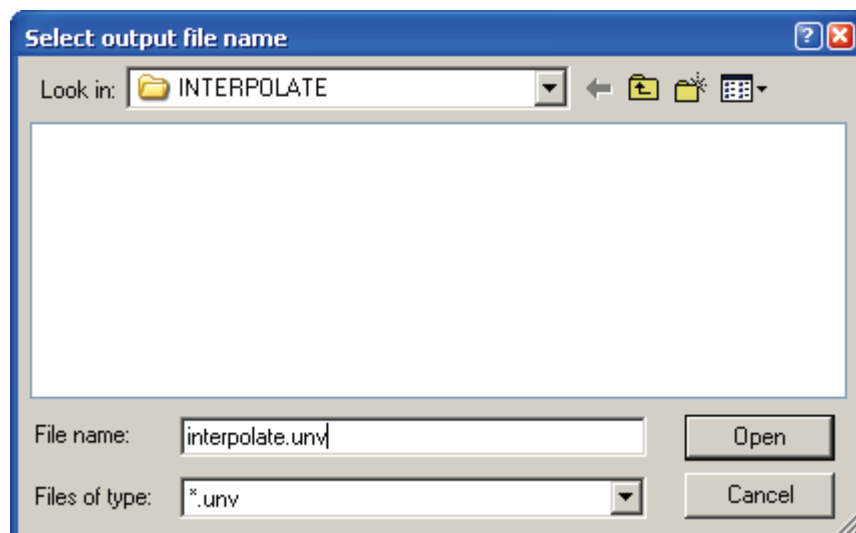 Select output file name
Look in: INTERPOLATE
File name: interpolate.unv Open
Files of type: *.unv Cancel